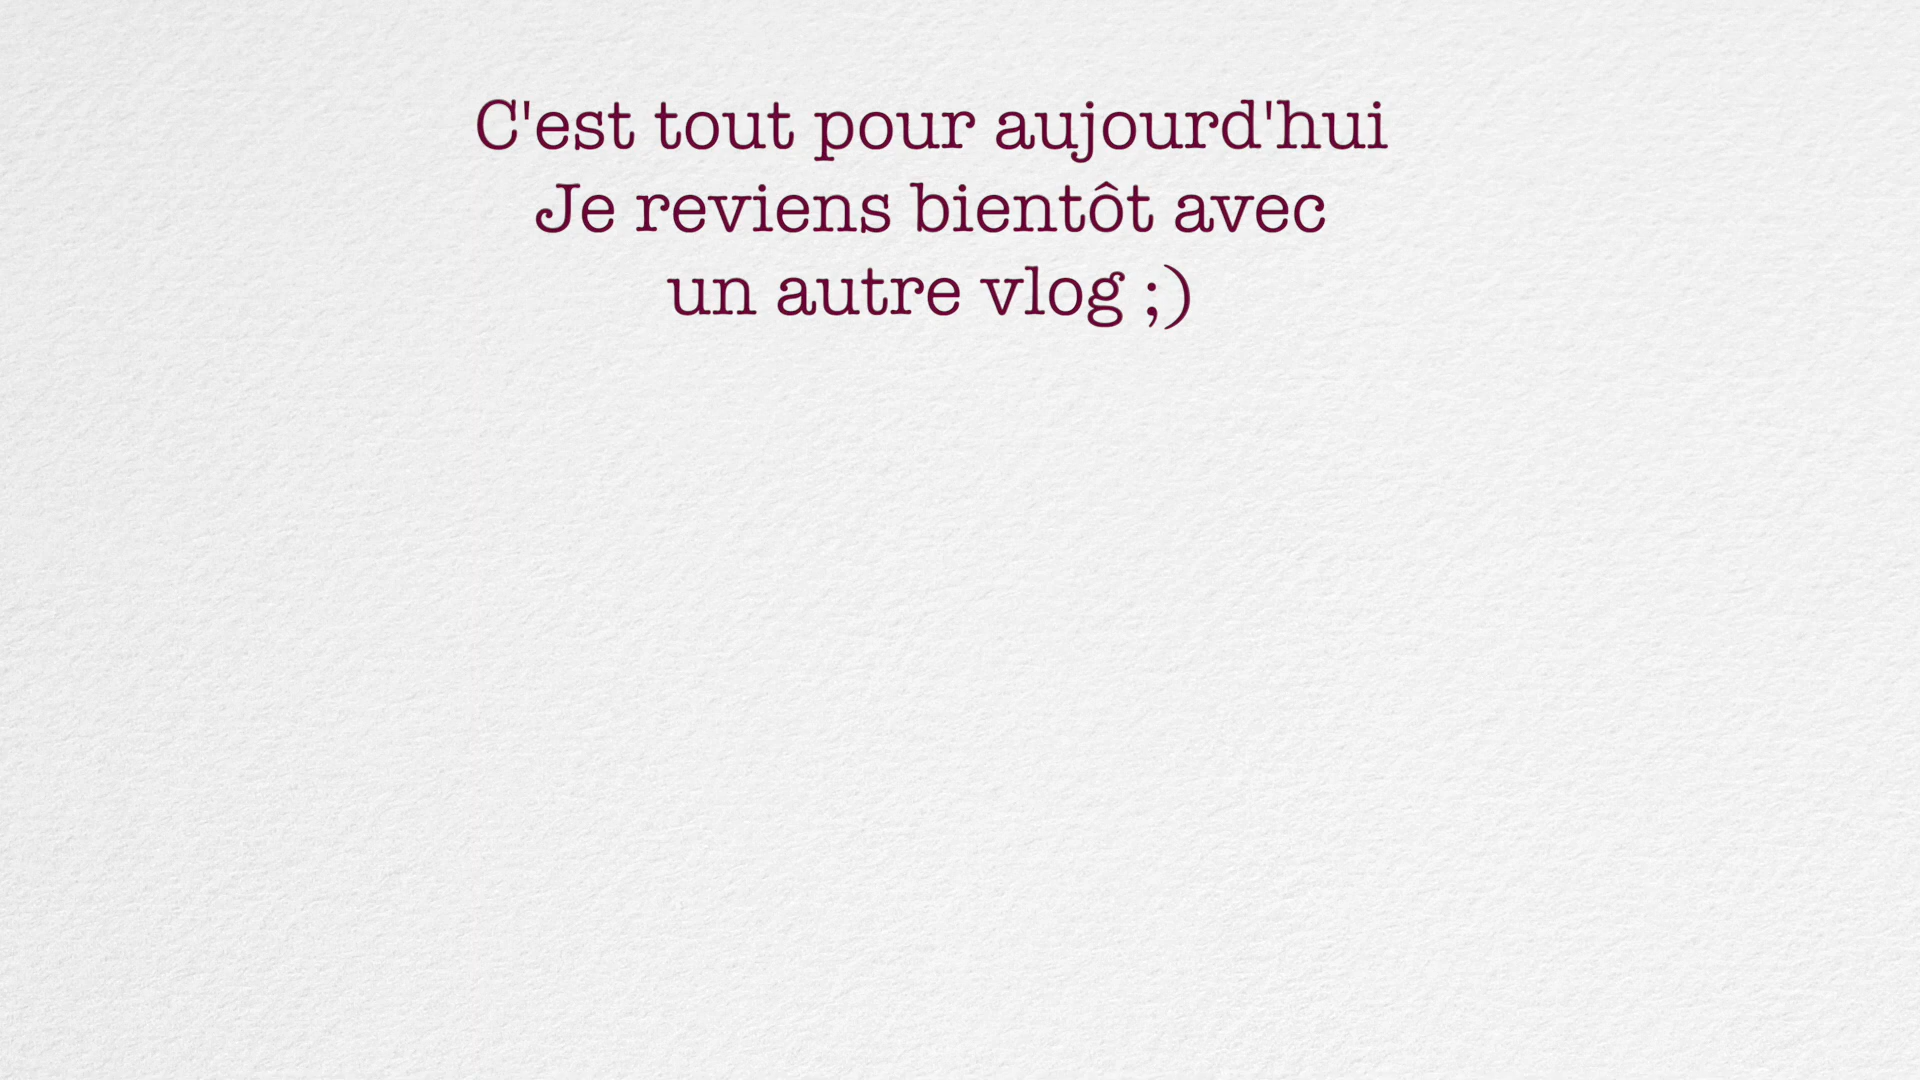 C'est tout pour aujourd'hui
Je reviens bientôt avec
un autre vlog ;)